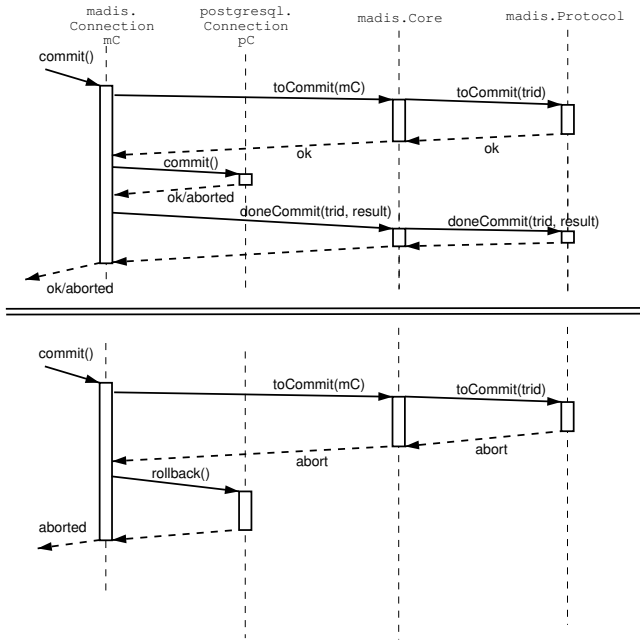 madis.
Connection
mC
postgresql.
Connection
pC
madis.Core
madis.Protocol
commit()
toCommit(mC)
toCommit(trid)
ok
ok
commit()
ok/aborted
doneCommit(trid, result)
doneCommit(trid, result)
ok/aborted
commit()
toCommit(mC)
toCommit(trid)
abort
abort
rollback()
aborted